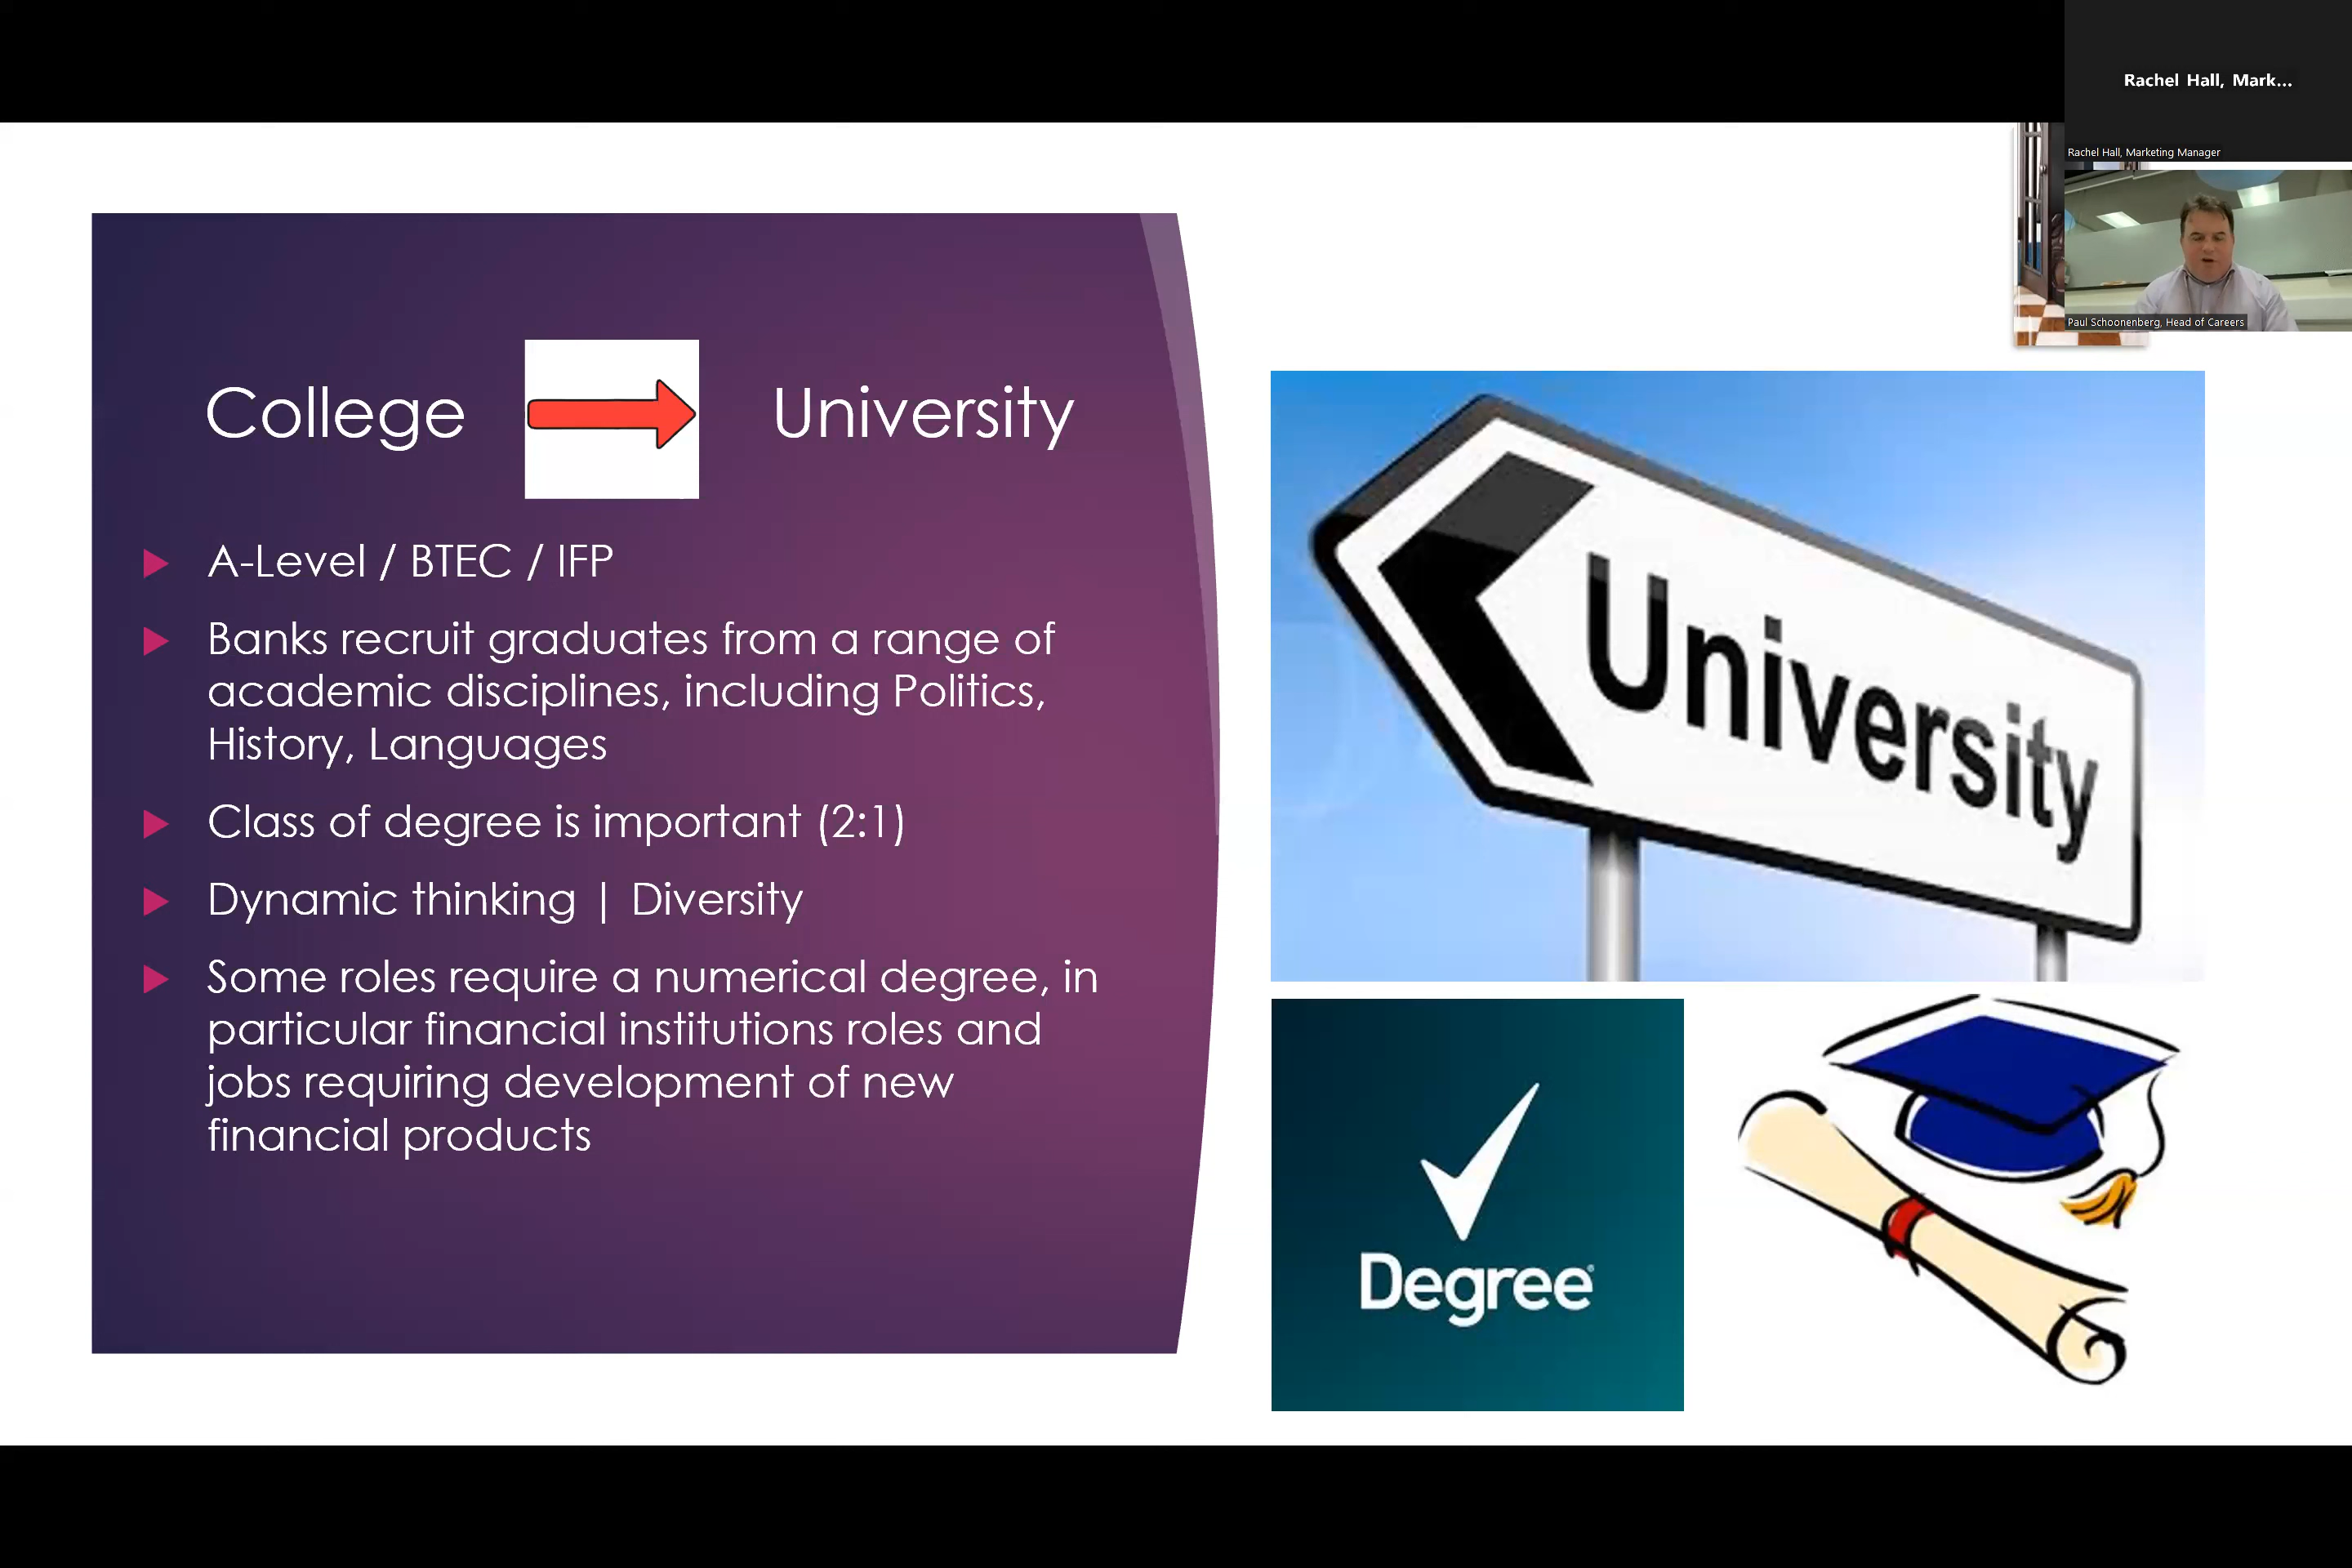 Rachel Hall, Mark...
Rachel Hall, Marketing Manager
Paul Schoonenberg, Head of Careers
College
University
A-Level / BTEC / IFP
Banks recruit graduates from a range of
academic disciplines, including Politics,
History, Languages
Class of degree is important (2:1)
Dynamic thinking | Diversity
Some roles require a numerical degree, in
particular financial institutions roles and
jobs requiring development of new
financial products
University
Degree